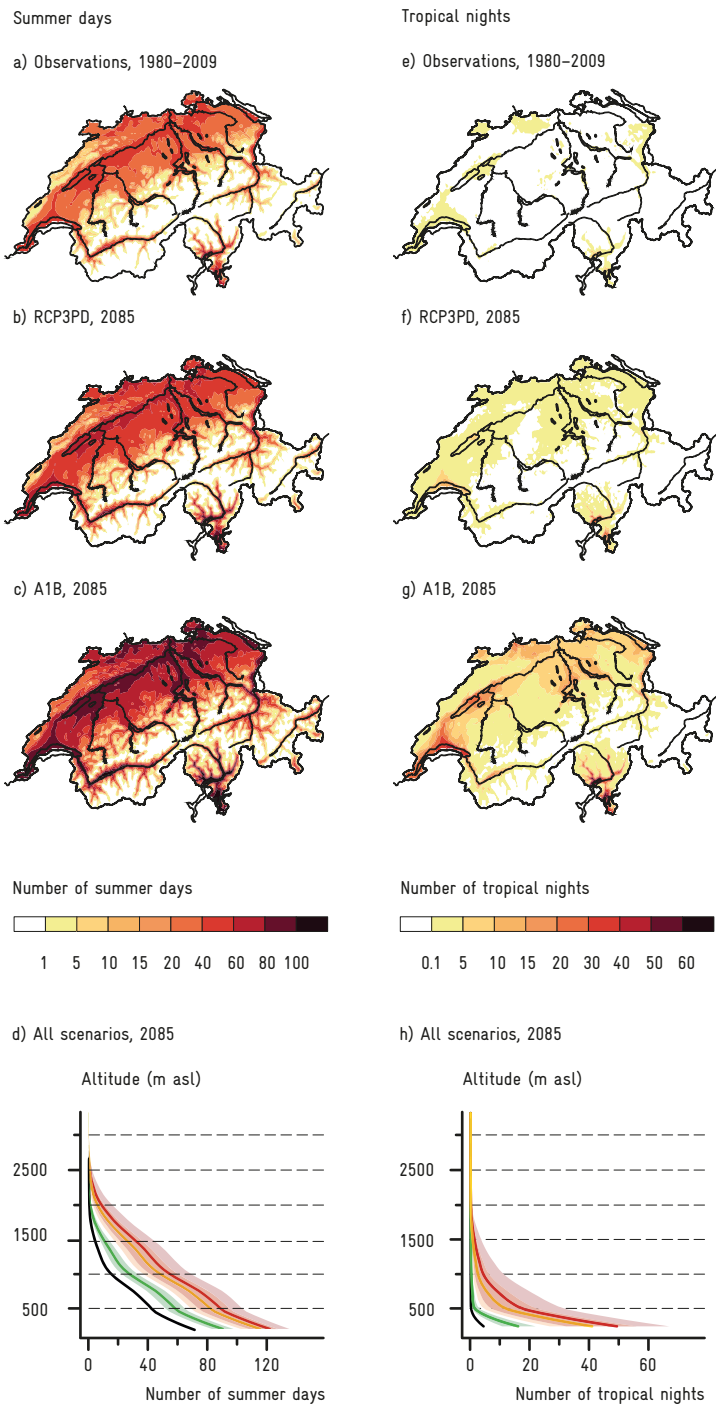 Summer days
Tropical nights
a) Observations, 1980–2009
e) Observations, 1980–2009
b) RCP3PD, 2085
f) RCP3PD, 2085
c) A1B, 2085
g) A1B, 2085
Number of summer days
1 5 10 15 20 40 60 80 100
Number of tropical nights
0.1 5 10 15 20 30 40 50 60
d) All scenarios, 2085
Altitude (m asl)
2500
1500
500
0 40 80 120
Number of summer days
h) All scenarios, 2085
Altitude (m asl)
2500
1500
500
0 20 40 60
Number of tropical nights